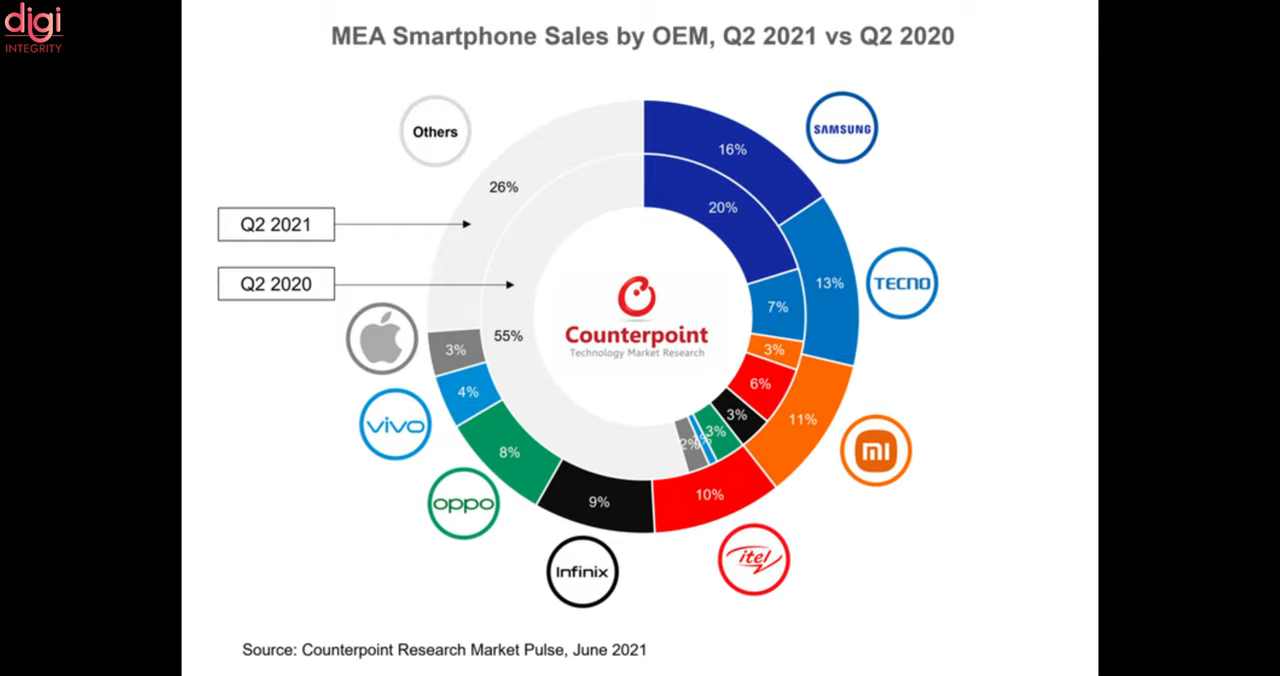 digi
INTEGRITY
MEA Smartphone Sales by OEM, Q2 2021 vs Q2 2020
Others
SAMSUNG
16%
26%
20%
Q2 2021
Q2 2020
TECNO
13%
7%
Counterpoint
Technology Market Research
55%
3%
3%
6%
4%
vivo
3%
11%
mi
3%
2%
8%
10%
9%
oppo
itel
Infinix
Source: Counterpoint Research Market Pulse, June 2021